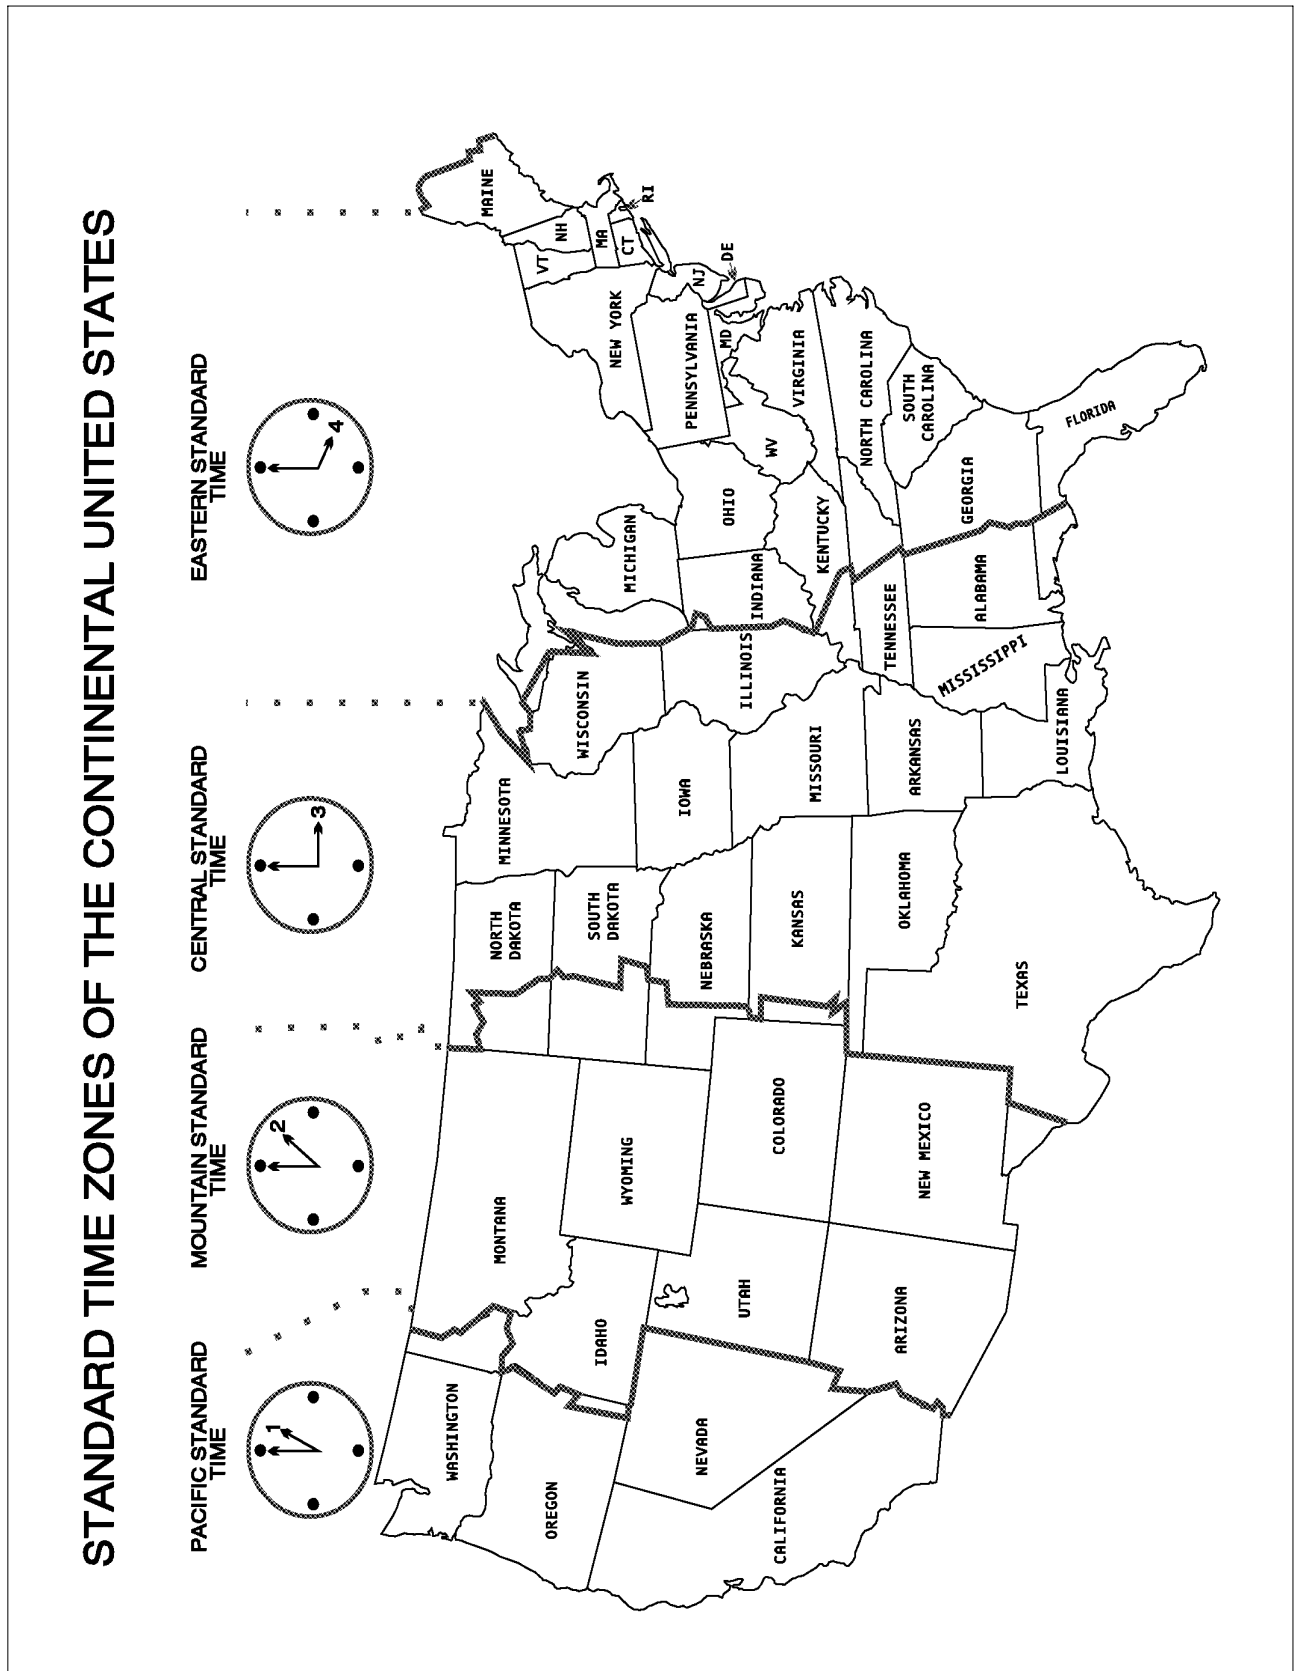 STANDARD TIME ZONES OF THE CONTINENTAL UNITED STATES
PACIFIC STANDARD
TIME
MOUNTAIN STANDARD
TIME
CENTRAL STANDARD
TIME
EASTERN STANDARD
TIME
1
2
3
4
WASHINGTON
OREGON
CALIFORNIA
NEVADA
IDAHO
MONTANA
WYOMING
UTAH
ARIZONA
COLORADO
NEW MEXICO
NORTH
DAKOTA
SOUTH
DAKOTA
NEBRASKA
KANSAS
OKLAHOMA
TEXAS
MINNESOTA
IOWA
MISSOURI
ARKANSAS
LOUISIANA
WISCONSIN
ILLINOIS
MICHIGAN
INDIANA
OHIO
KENTUCKY
TENNESSEE
MISSISSIPPI
ALABAMA
GEORGIA
FLORIDA
SOUTH
CAROLINA
NORTH CAROLINA
VIRGINIA
WV
MD
DE
PENNSYLVANIA
NJ
NEW YORK
CT
RI
MA
VT
NH
MAINE